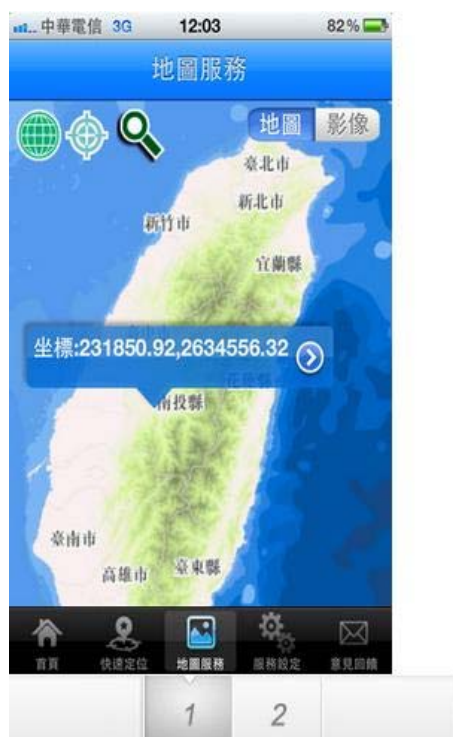 中華電信 3G 12:03 82%
地圖服務
地圖 影像
臺北市
新北市
新竹市
宜蘭縣
坐標:231850.92,2634556.32
花蓮縣
南投縣
臺南市
高雄市 臺東縣
首頁 快速定位 地圖服務 服務設定 意見回饋
1 2